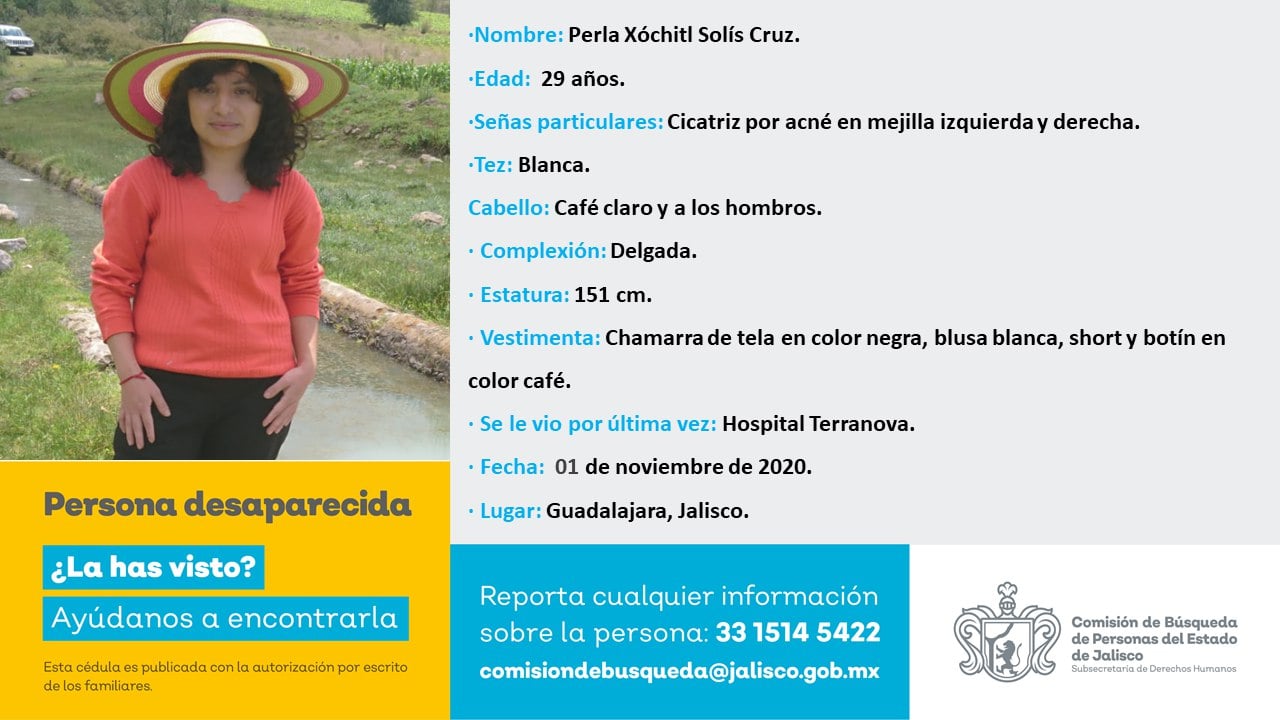 ·Nombre: Perla Xóchitl Solís Cruz.
·Edad: 29 años.
·Señas particulares: Cicatriz por acné en mejilla izquierda y derecha.
·Tez: Blanca.
Cabello: Café claro y a los hombros.
· Complexión: Delgada.
· Estatura: 151 cm.
· Vestimenta: Chamarra de tela en color negra, blusa blanca, short y botín en
color café.
· Se le vio por última vez: Hospital Terranova.
· Fecha: 01 de noviembre de 2020.
· Lugar: Guadalajara, Jalisco.
Persona desaparecida
¿La has visto?
Ayúdanos a encontrarla
Esta cédula es publicada con la autorización por escrito
de los familiares.
Reporta cualquier información
sobre la persona: 33 1514 5422
comisiondebusqueda@jalisco.gob.mx
Comisión de Búsqueda
de Personas del Estado
de Jalisco
Subsecretaría de Derechos Humanos